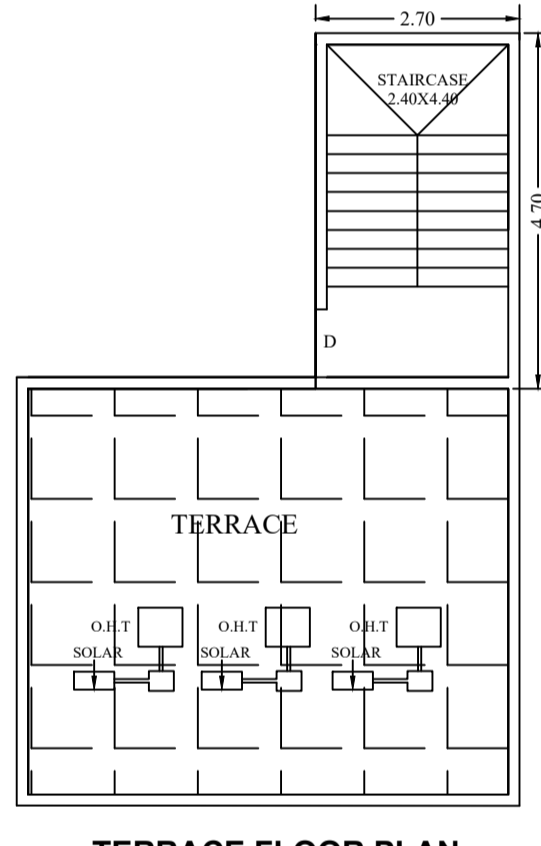 2.70
STAIRCASE
2.40X4.40
4.70
D
TERRACE
O.H.T
O.H.T
O.H.T
SOLAR
SOLAR
SOLAR
TERRACE FLOOR PLAN